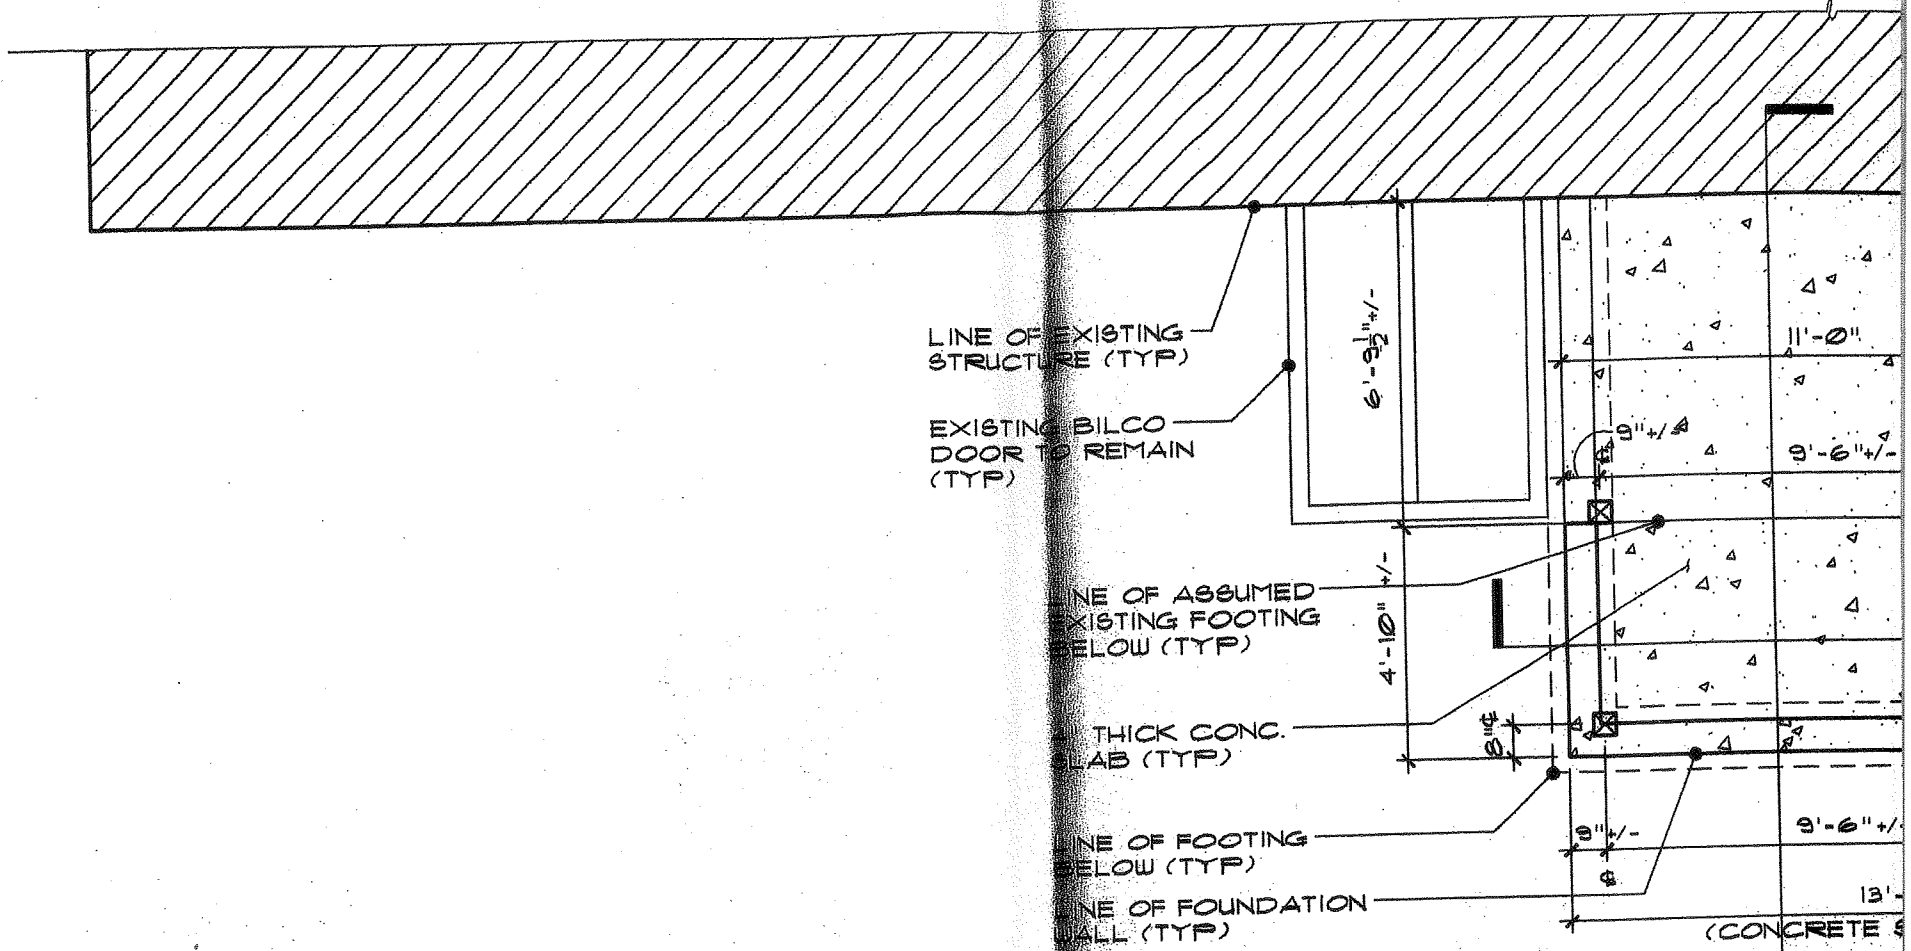 LINE OF EXISTING
STRUCTURE (TYP)
6'-9 1/2"+/-
11'-0"
EXISTING BILCO
DOOR TO REMAIN
(TYP)
9"+/-
℄
9'-6"+/-
LINE OF ASSUMED
EXISTING FOOTING
BELOW (TYP)
4'-10" +/-
THICK CONC.
SLAB (TYP)
8"℄
LINE OF FOOTING
BELOW (TYP)
9"+/-
9'-6"+/
℄
LINE OF FOUNDATION
WALL (TYP)
13'-
(CONCRETE